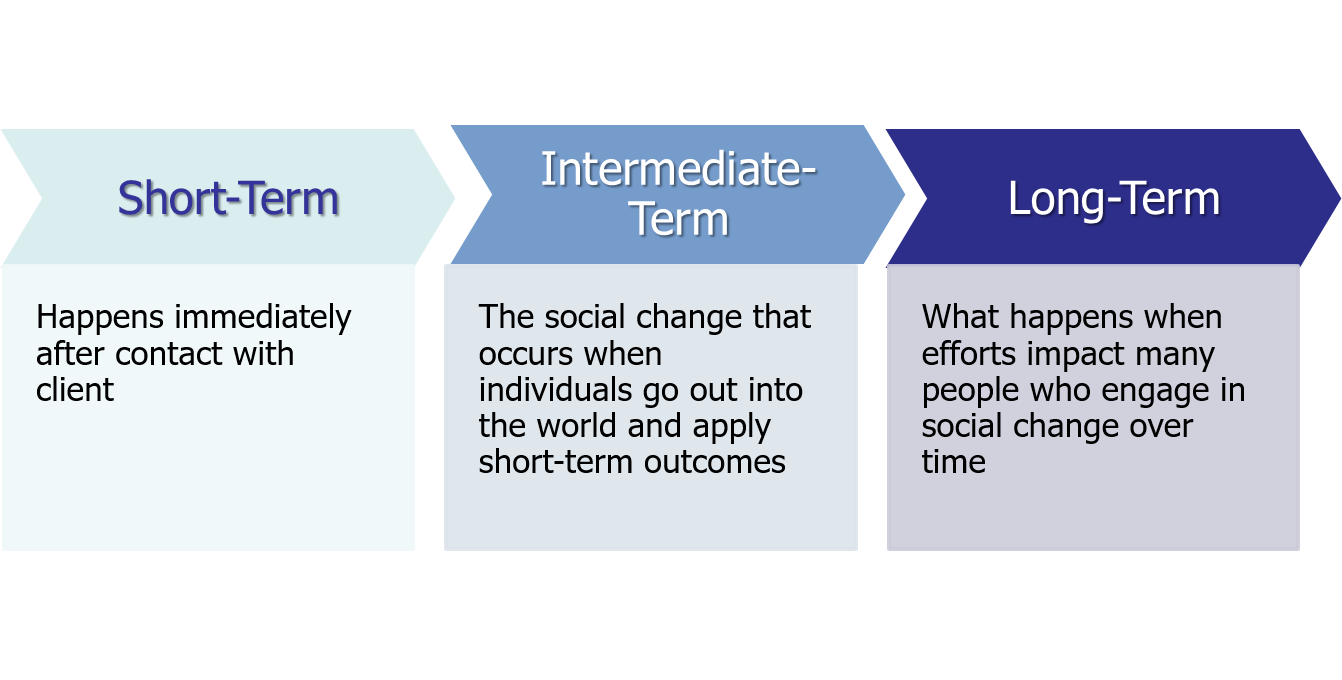 Short-Term
Happens immediately
after contact with
client
Intermediate-
Term
The social change that
occurs when
individuals go out into
the world and apply
short-term outcomes
Long-Term
What happens when
efforts impact many
people who engage in
social change over
time